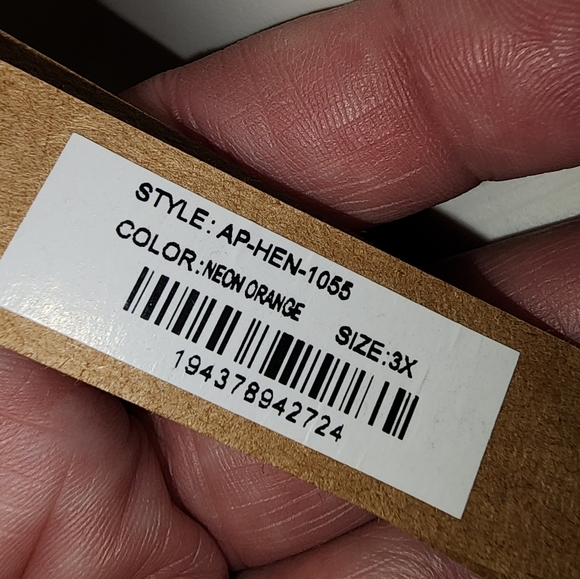 STYLE: AP-HEN-1055
COLOR: NEON ORANGE SIZE:3X
194378942724